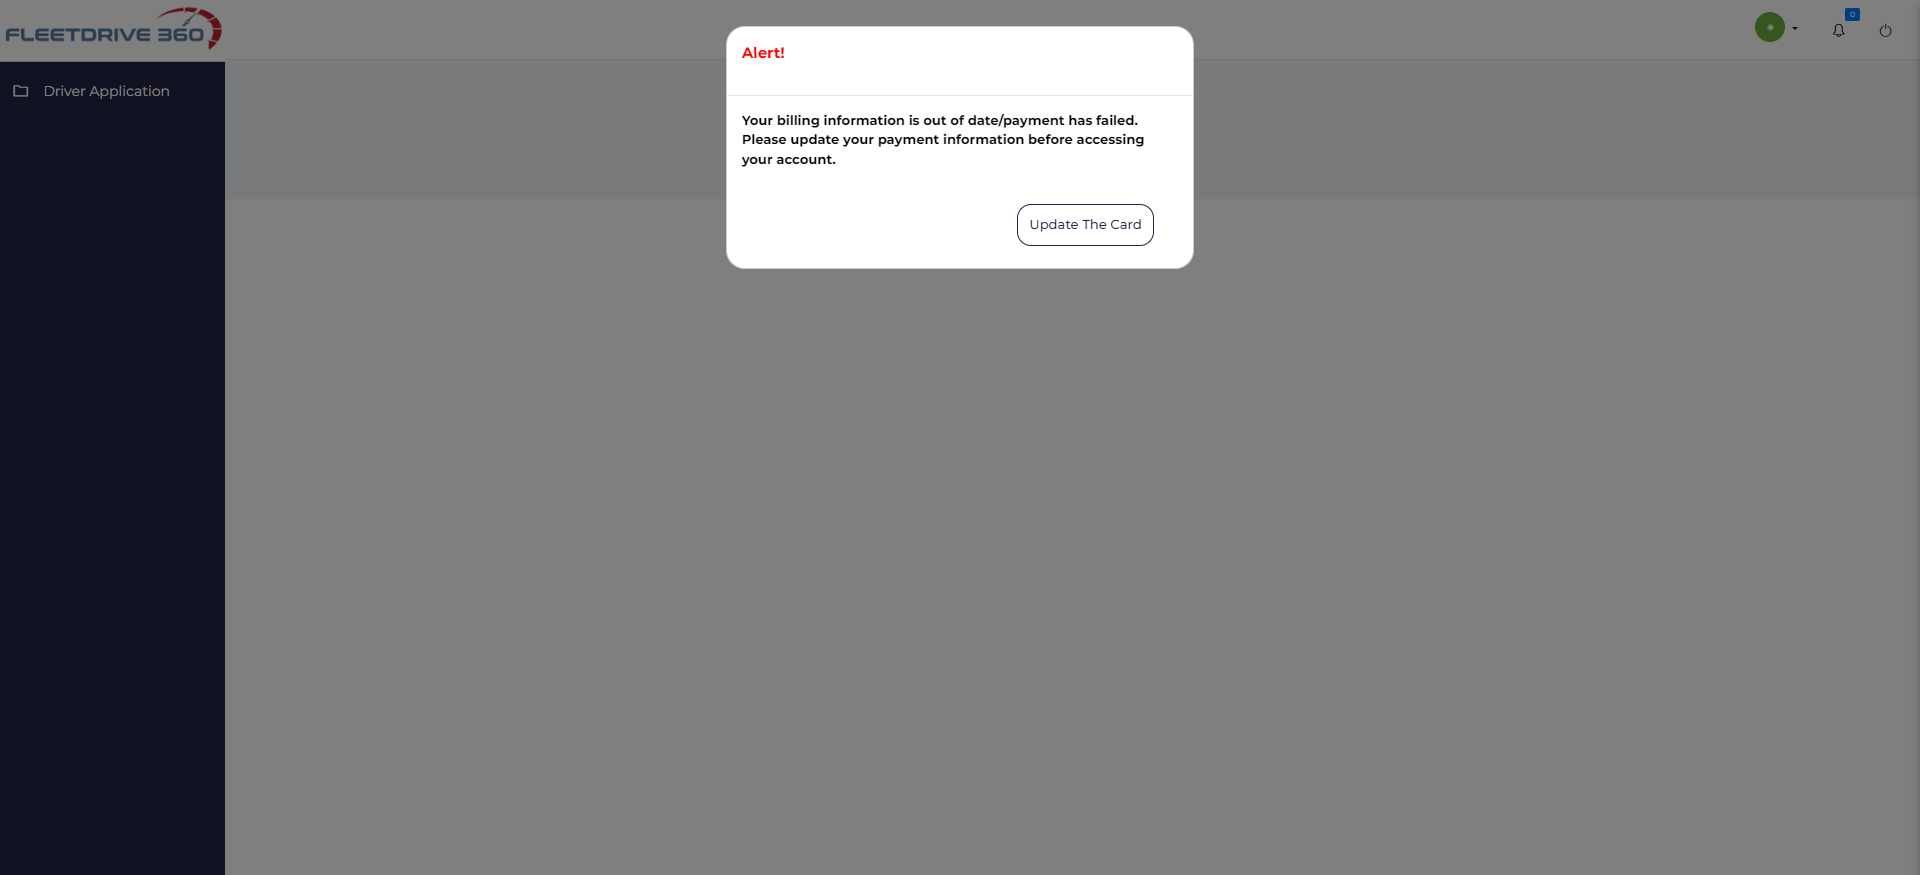 FLEETDRIVE 360
0
Driver Application
Alert!
Your billing information is out of date/payment has failed.
Please update your payment information before accessing
your account.
Update The Card